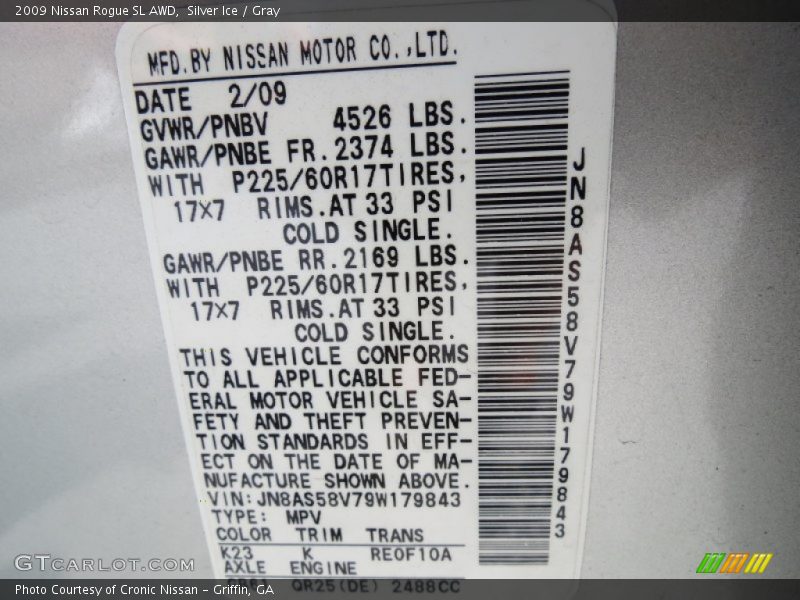 2009 Nissan Rogue SL AWD, Silver Ice / Gray
MFD.BY NISSAN MOTOR CO.,LTD.
DATE 2/09
GVWR/PNBV 4526 LBS.
GAWR/PNBE FR.2374 LBS.
WITH P225/60R17TIRES,
17×7 RIMS.AT 33 PSI
COLD SINGLE.
GAWR/PNBE RR.2169 LBS.
WITH P225/60R17TIRES,
17×7 RIMS.AT 33 PSI
COLD SINGLE.
THIS VEHICLE CONFORMS
TO ALL APPLICABLE FED-
ERAL MOTOR VEHICLE SA-
FETY AND THEFT PREVEN-
TION STANDARDS IN EFF-
ECT ON THE DATE OF MA-
NUFACTURE SHOWN ABOVE.
VIN:JN8AS58V79W179843
TYPE: MPV
COLOR TRIM TRANS
K23 K RE0F10A
AXLE ENGINE
QR25(DE) 2488CC
JN8AS58V79W179843
GTCARLOT.COM
Photo Courtesy of Cronic Nissan – Griffin, GA